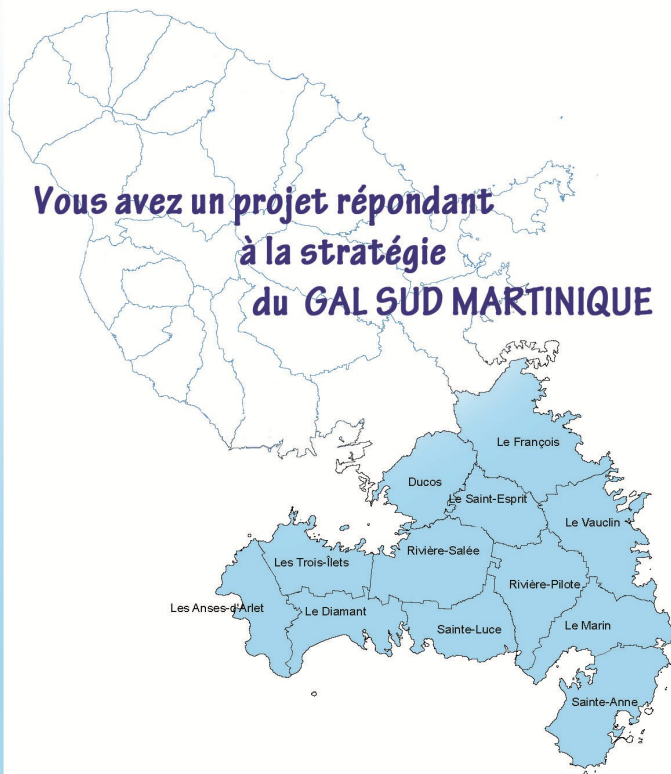 Vous avez un projet répondant
à la stratégie
du GAL SUD MARTINIQUE
Le François
Ducos
Le Saint-Esprit
Le Vauclin
Rivière-Salée
Les Trois-Îlets
Rivière-Pilote
Les Anses-d'Arlet
Le Diamant
Sainte-Luce
Le Marin
Sainte-Anne